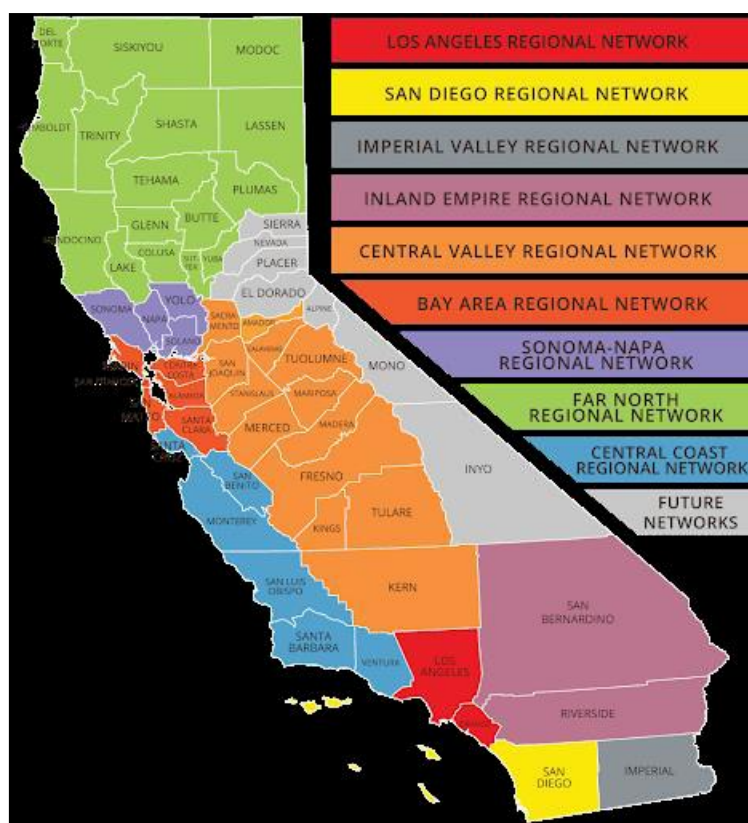 LOS ANGELES REGIONAL NETWORK
SAN DIEGO REGIONAL NETWORK
IMPERIAL VALLEY REGIONAL NETWORK
INLAND EMPIRE REGIONAL NETWORK
CENTRAL VALLEY REGIONAL NETWORK
BAY AREA REGIONAL NETWORK
SONOMA-NAPA
REGIONAL NETWORK
FAR NORTH
REGIONAL NETWORK
CENTRAL COAST
REGIONAL NETWORK
FUTURE
NETWORKS
DEL
SISKIYOU
MODOC
TRINITY
SHASTA
LASSEN
TEHAMA
PLUMAS
BUTTE
GLENN
SIERRA
NEVADA
COLUSA
YUBA
PLACER
LAKE
EL DORADO
YOLO
SONOMA
NAPA
SACRA-
MENTO
AMADOR
ALPINE
SOLANO
CALAVERAS
TUOLUMNE
MONO
CONTRA
COSTA
SAN
JOAQUIN
ALAMEDA
STANISLAUS
MARIPOSA
SANTA
CLARA
MERCED
MADERA
SANTA
SAN
BENITO
FRESNO
INYO
MONTEREY
KINGS
TULARE
SAN LUIS
OBISPO
KERN
SAN
BERNARDINO
SANTA
BARBARA
VENTURA
LOS
ANGELES
RIVERSIDE
SAN
DIEGO
IMPERIAL